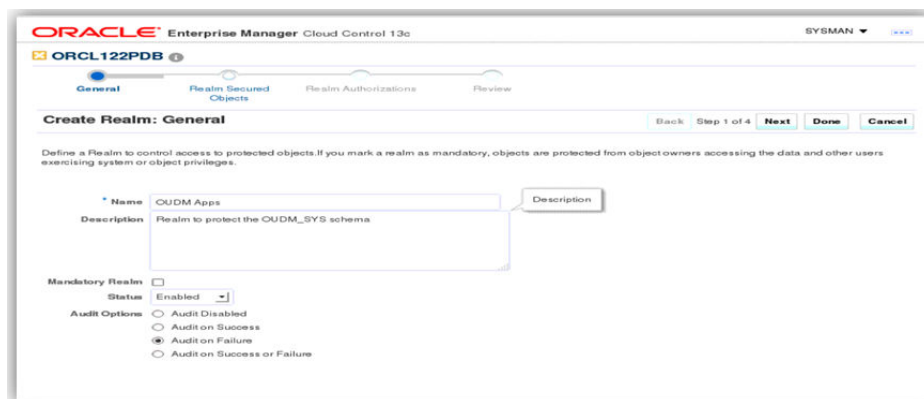 ORACLE Enterprise Manager Cloud Control 13c
SYSMAN
ORCL122PDB
General
Realm Secured Objects
Realm Authorizations
Review
Create Realm: General
Back Step 1 of 4 Next Done Cancel
Define a Realm to control access to protected objects.If you mark a realm as mandatory, objects are protected from object owners accessing the data and other users
exercising system or object privileges.
* Name OUDM Apps
Description
Description Realm to protect the OUDM_SYS schema
Mandatory Realm
Status Enabled
Audit Options Audit Disabled
Audit on Success
Audit on Failure
Audit on Success or Failure